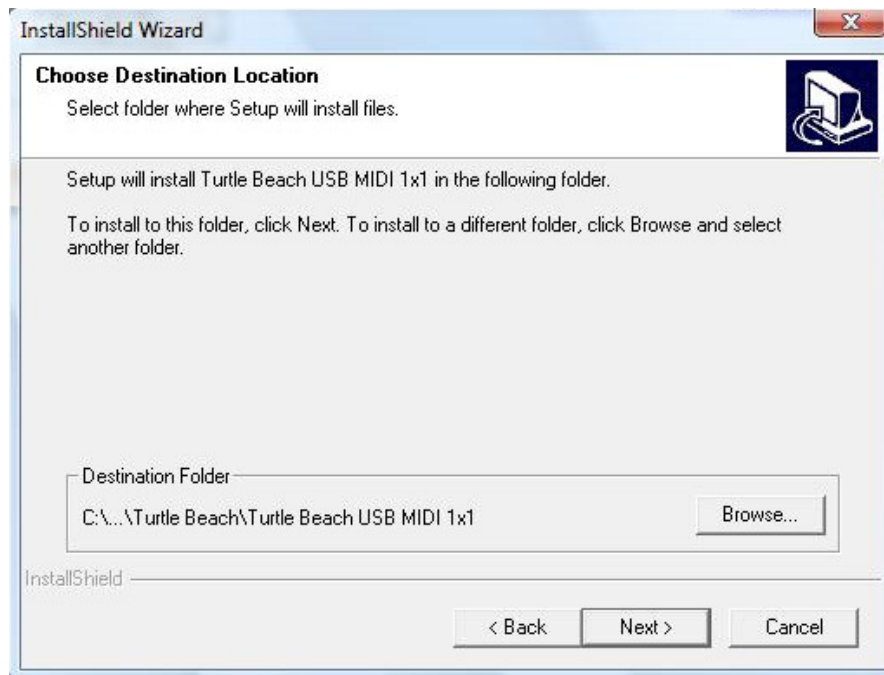 InstallShield Wizard
Choose Destination Location
Select folder where Setup will install files.
Setup will install Turtle Beach USB MIDI 1x1 in the following folder.
To install to this folder, click Next. To install to a different folder, click Browse and select
another folder.
Destination Folder
C:\...\Turtle Beach\Turtle Beach USB MIDI 1x1
Browse...
InstallShield
< Back
Next >
Cancel